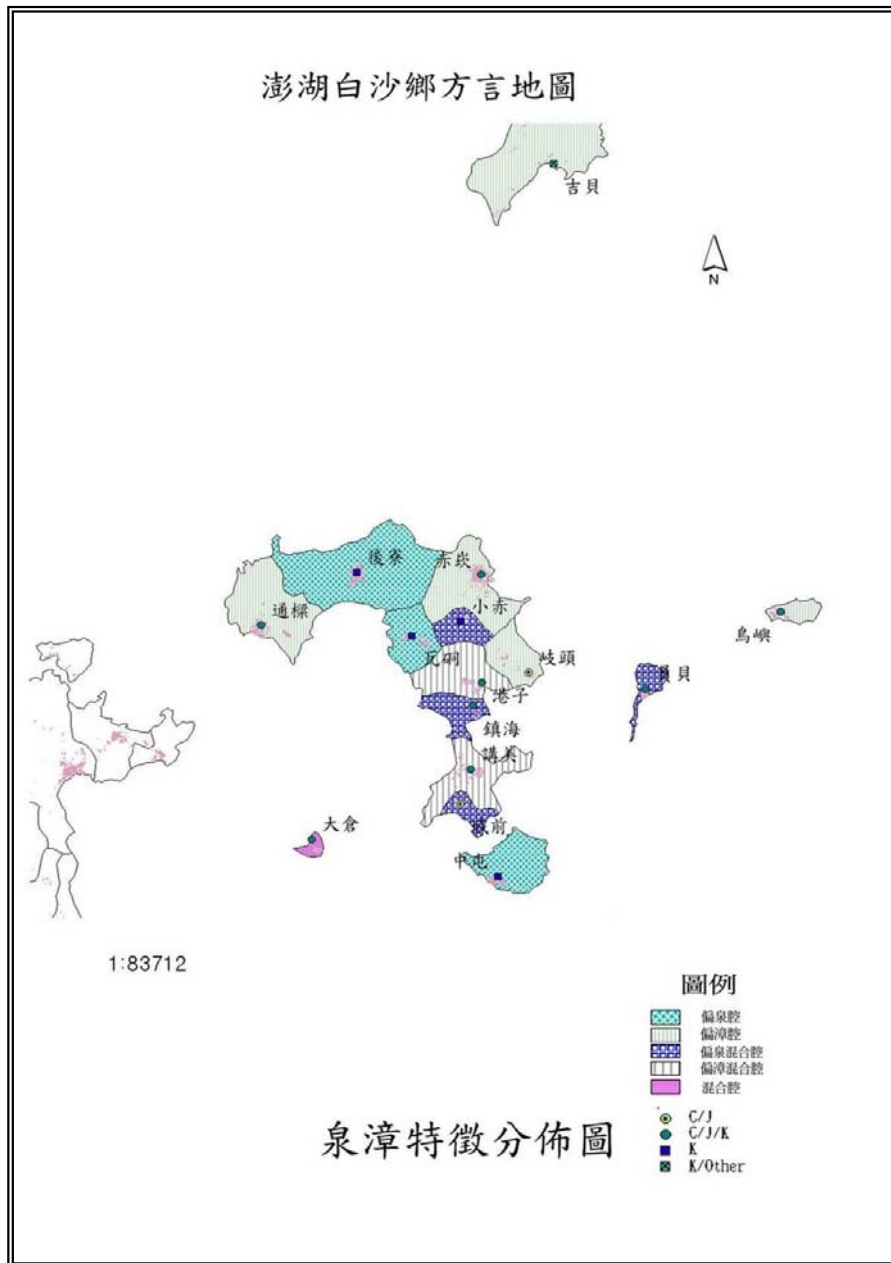 澎湖白沙鄉方言地圖
吉貝
N
後寮
赤崁
通樑
小赤
鳥嶼
瓦硐
岐頭
員貝
港子
鎮海
講美
大倉
城前
中屯
1:83712
圖例
偏泉腔
偏漳腔
偏泉混合腔
偏漳混合腔
混合腔
C/J
C/J/K
K
K/Other
泉漳特徵分佈圖